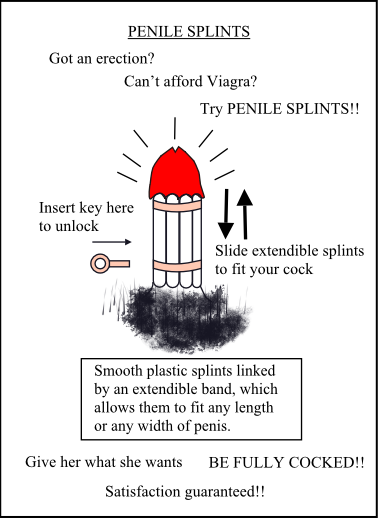 PENILE SPLINTS
Got an erection?
Can't afford Viagra?
Try PENILE SPLINTS!!
Insert key here
to unlock
Slide extendible splints
to fit your cock
Smooth plastic splints linked
by an extendible band, which
allows them to fit any length
or any width of penis.
Give her what she wants BE FULLY COCKED!!
Satisfaction guaranteed!!